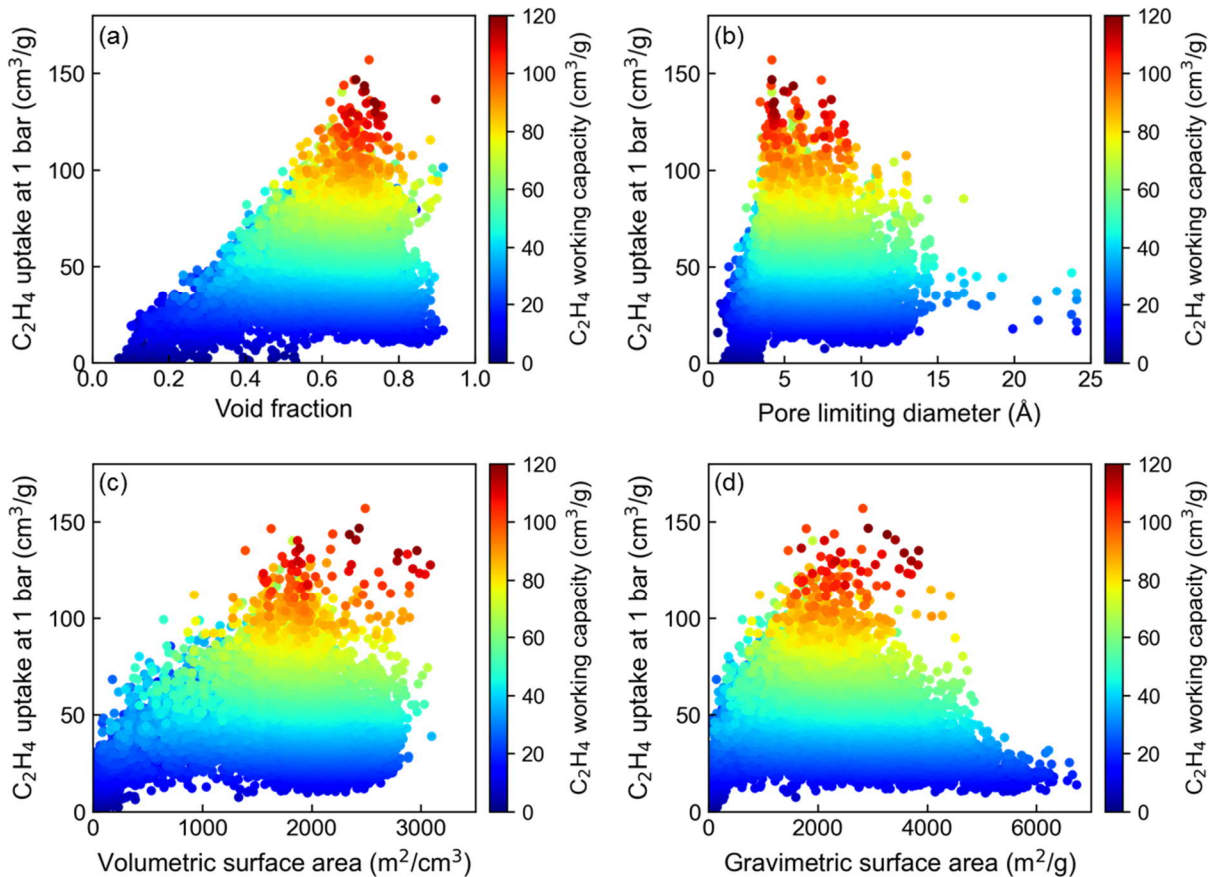 (a)
C₂H₄ uptake at 1 bar (cm³/g)
150
100
50
0
0.0 0.2 0.4 0.6 0.8 1.0
Void fraction
120
100
80
60
40
20
0
C₂H₄ working capacity (cm³/g)
(b)
C₂H₄ uptake at 1 bar (cm³/g)
150
100
50
0
0 5 10 15 20 25
Pore limiting diameter (Å)
120
100
80
60
40
20
0
C₂H₄ working capacity (cm³/g)
(c)
C₂H₄ uptake at 1 bar (cm³/g)
150
100
50
0
0 1000 2000 3000
Volumetric surface area (m²/cm³)
120
100
80
60
40
20
0
C₂H₄ working capacity (cm³/g)
(d)
C₂H₄ uptake at 1 bar (cm³/g)
150
100
50
0
0 2000 4000 6000
Gravimetric surface area (m²/g)
120
100
80
60
40
20
0
C₂H₄ working capacity (cm³/g)